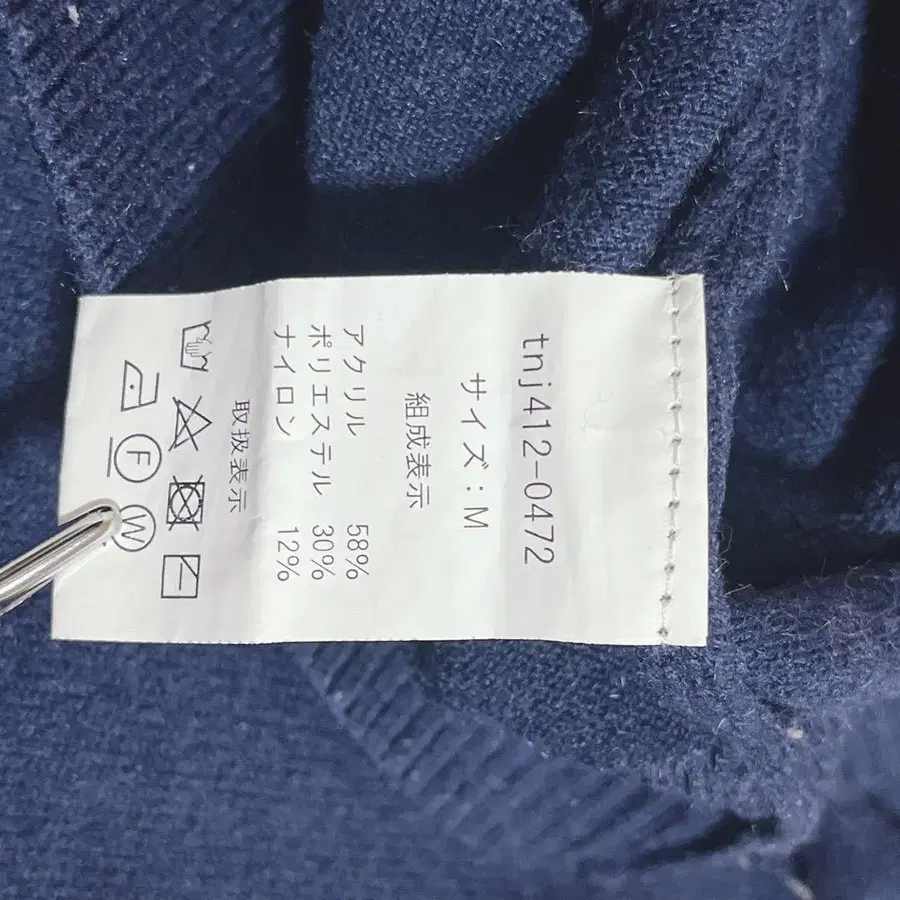 tnj412-0472
サイズ：M
組成表示
アクリル 58%
ポリエステル 30%
ナイロン 12%
取扱表示
F W